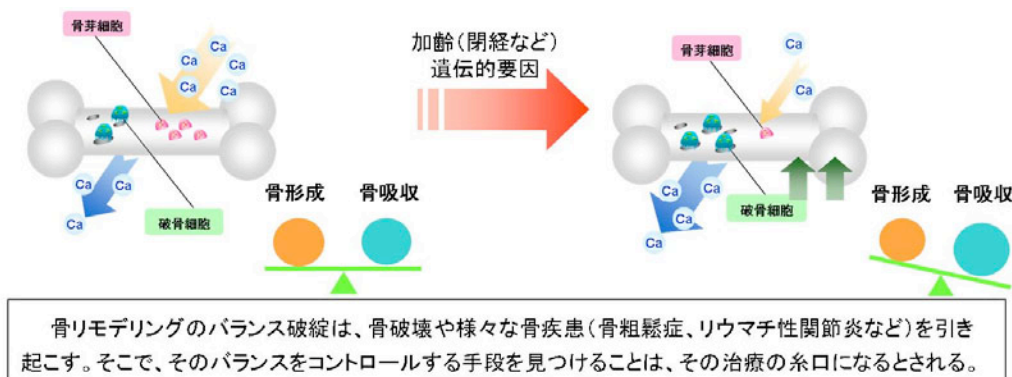 骨芽細胞
Ca
Ca
Ca
Ca
Ca
Ca
Ca
Ca
Ca
破骨細胞
骨形成 骨吸収
加齢(閉経など)
遺伝的要因
骨芽細胞
Ca
Ca
Ca
Ca
Ca
Ca
破骨細胞
骨形成 骨吸収
骨リモデリングのバランス破綻は、骨破壊や様々な骨疾患(骨粗鬆症、リウマチ性関節炎など)を引き
起こす。そこで、そのバランスをコントロールする手段を見つけることは、その治療の糸口になるとされる。